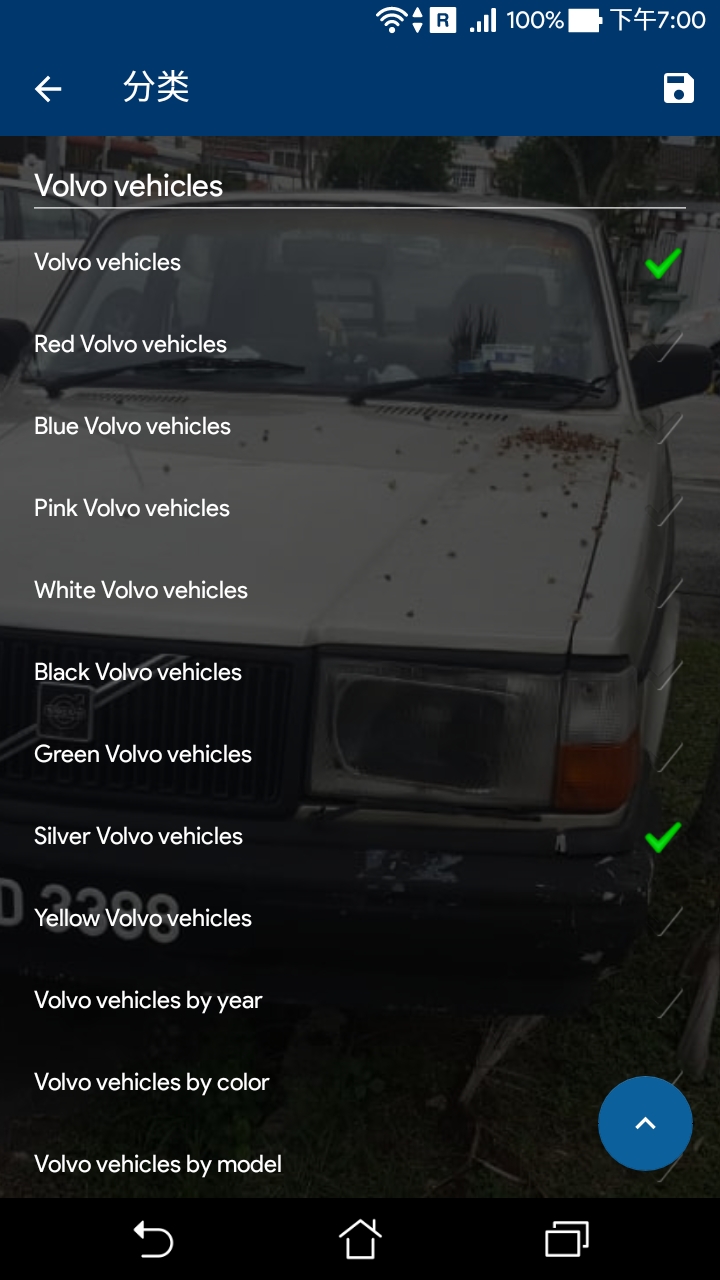 R 100% 下午7:00
分类
Volvo vehicles
Volvo vehicles
Red Volvo vehicles
Blue Volvo vehicles
Pink Volvo vehicles
White Volvo vehicles
Black Volvo vehicles
Green Volvo vehicles
Silver Volvo vehicles
3398
Yellow Volvo vehicles
Volvo vehicles by year
Volvo vehicles by color
Volvo vehicles by model